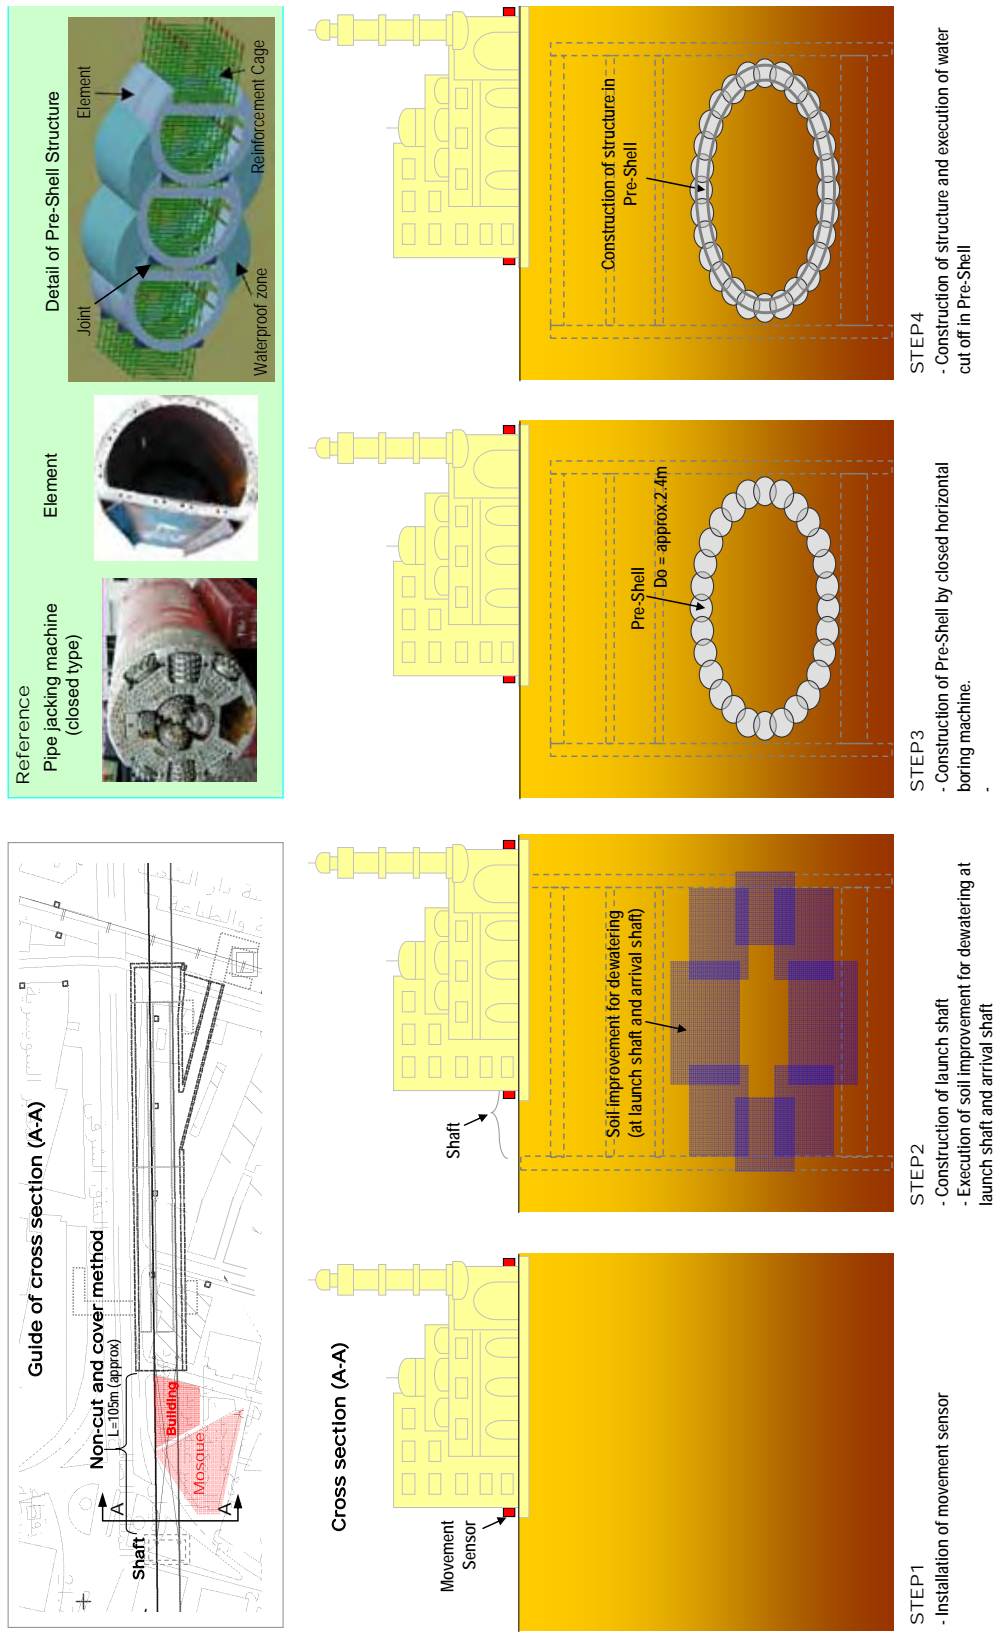 Guide of cross section (A-A)
Non-cut and cover method
L=105m (approx)
Shaft
A
A
Building
Mosque
Reference
Pipe jacking machine
(closed type)
Element
Detail of Pre-Shell Structure
Joint
Element
Waterproof zone
Reinforcement Cage
Cross section (A-A)
Movement
Sensor
STEP1
- Installation of movement sensor
Shaft
Soil improvement for dewatering
(at launch shaft and arrival shaft)
STEP2
- Construction of launch shaft
- Execution of soil improvement for dewatering at
launch shaft and arrival shaft
Pre-Shell
Do = approx.2.4m
STEP3
- Construction of Pre-Shell by closed horizontal
boring machine.
-
Construction of structure in
Pre-Shell
STEP4
- Construction of structure and execution of water
cut off in Pre-Shell